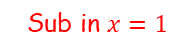 Sub in x = 1